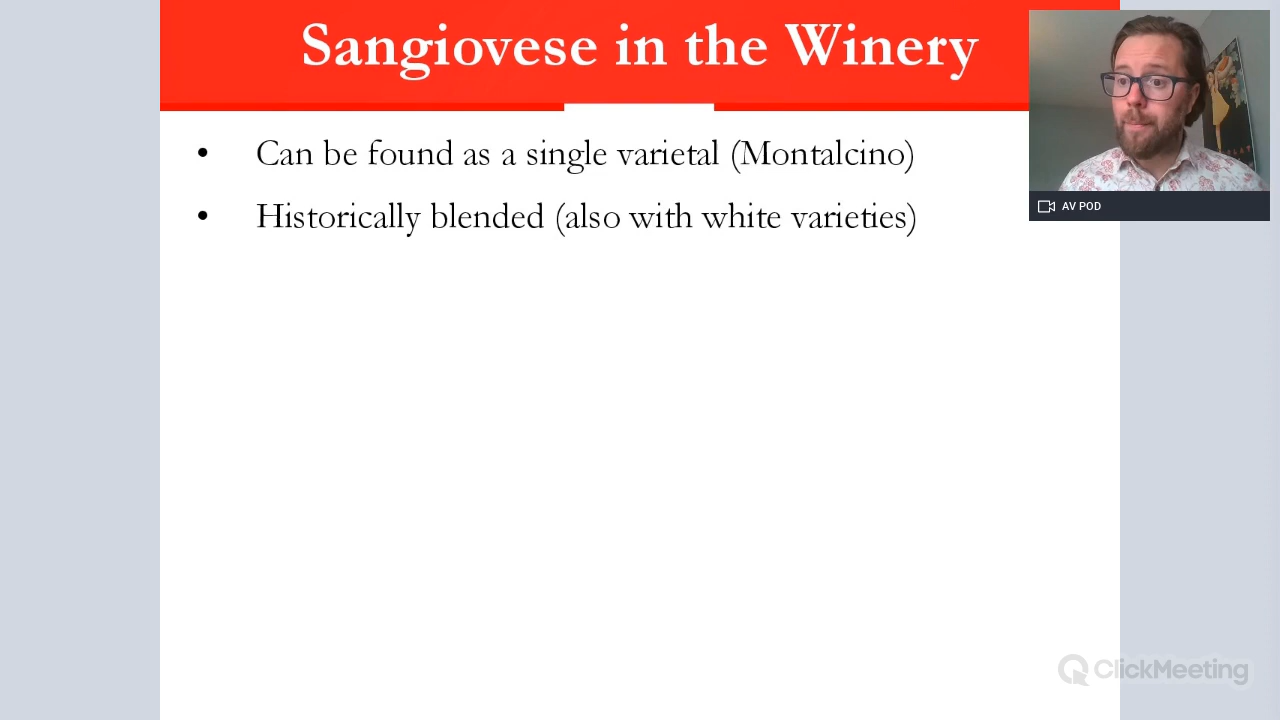 Sangiovese in the Winery
• Can be found as a single varietal (Montalcino)
• Historically blended (also with white varieties)
AV POD
ClickMeeting